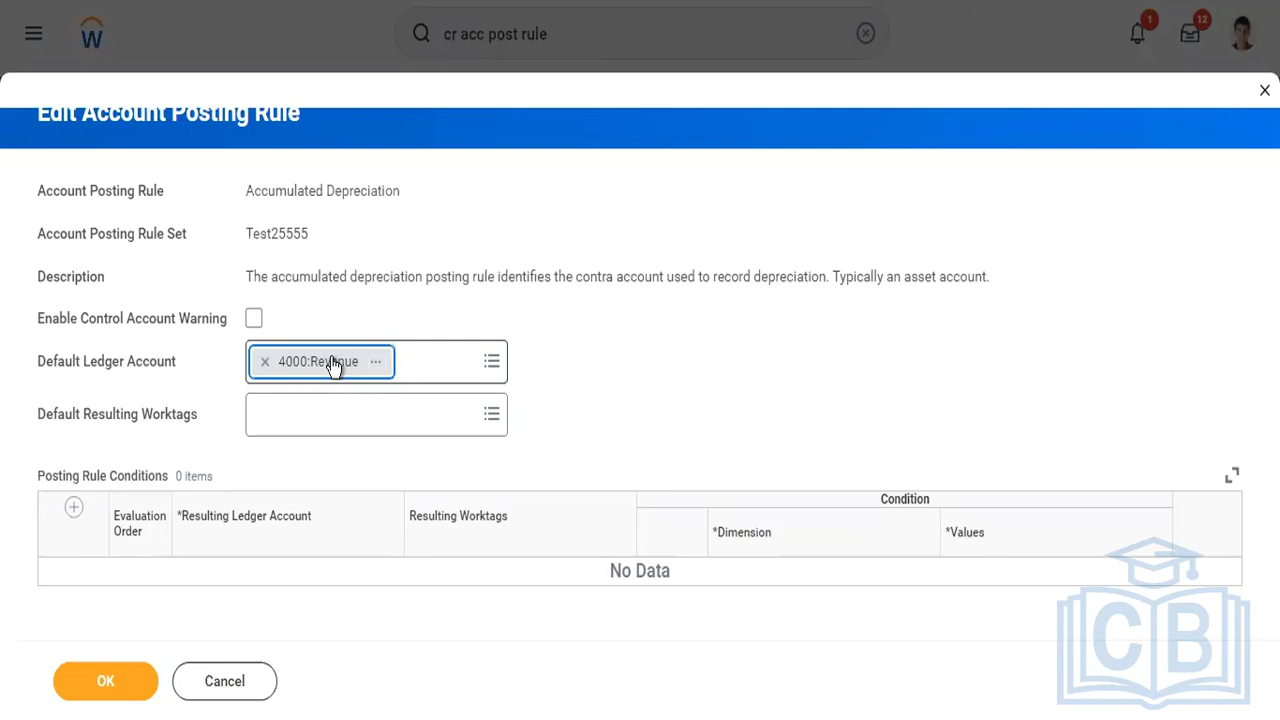 W
cr acc post rule
1
12
X
Edit Account Posting Rule
Account Posting Rule
Accumulated Depreciation
Account Posting Rule Set
Test25555
Description
The accumulated depreciation posting rule identifies the contra account used to record depreciation. Typically an asset account.
Enable Control Account Warning
Default Ledger Account
4000:Revenue
Default Resulting Worktags
Posting Rule Conditions 0 items
Condition
Evaluation Order
*Resulting Ledger Account
Resulting Worktags
*Dimension
*Values
No Data
CB
OK
Cancel